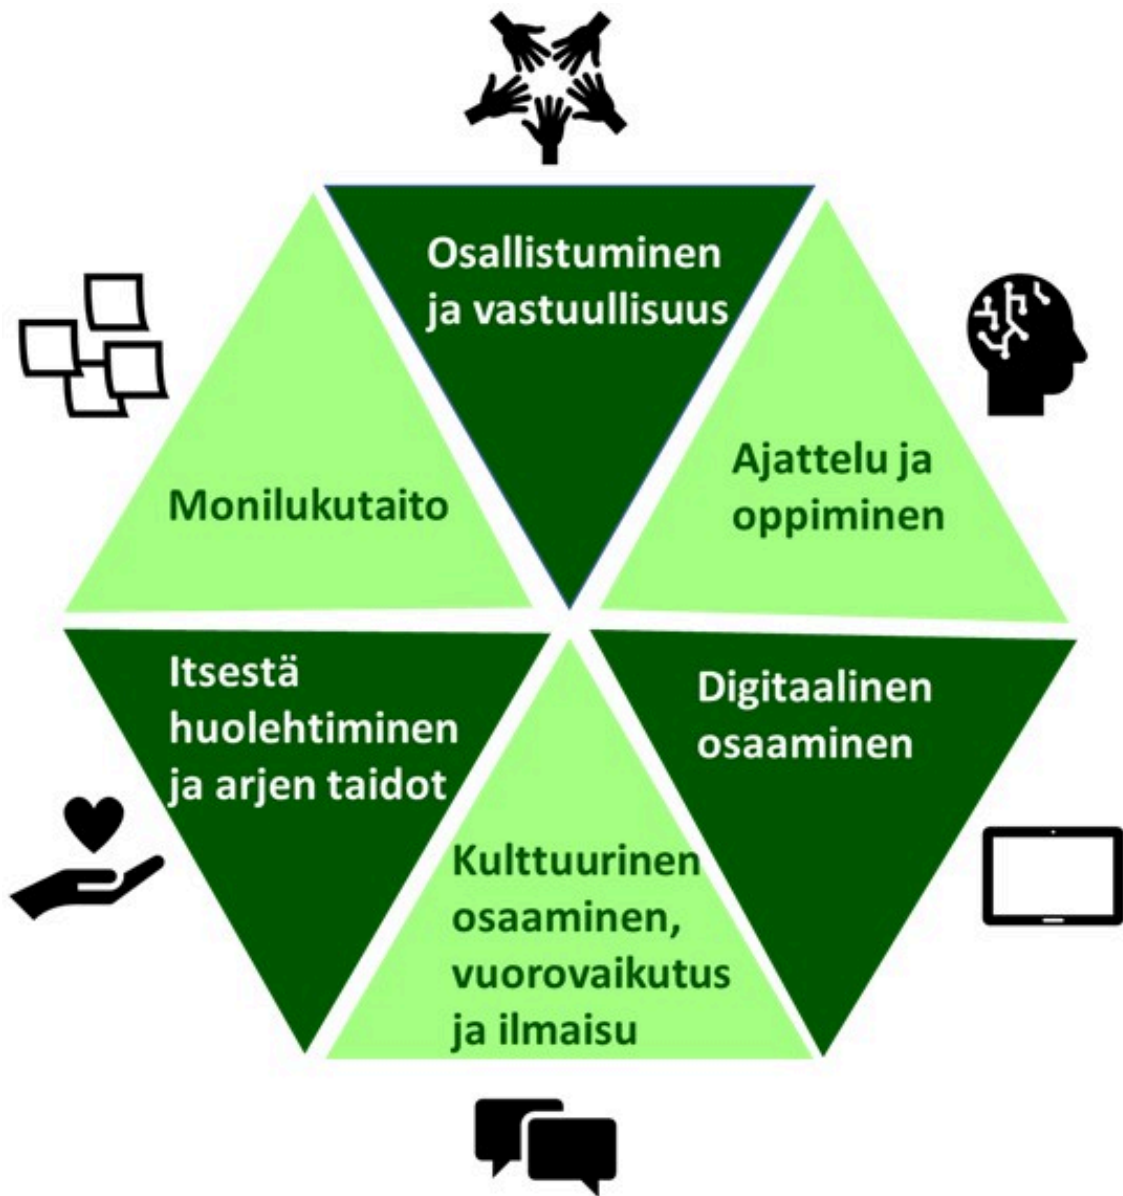 Osallistuminen
ja vastuullisuus
Ajattelu ja
oppiminen
Monilukutaito
Itsestä
huolehtiminen
ja arjen taidot
Digitaalinen
osaaminen
Kulttuurinen
osaaminen,
vuorovaikutus
ja ilmaisu